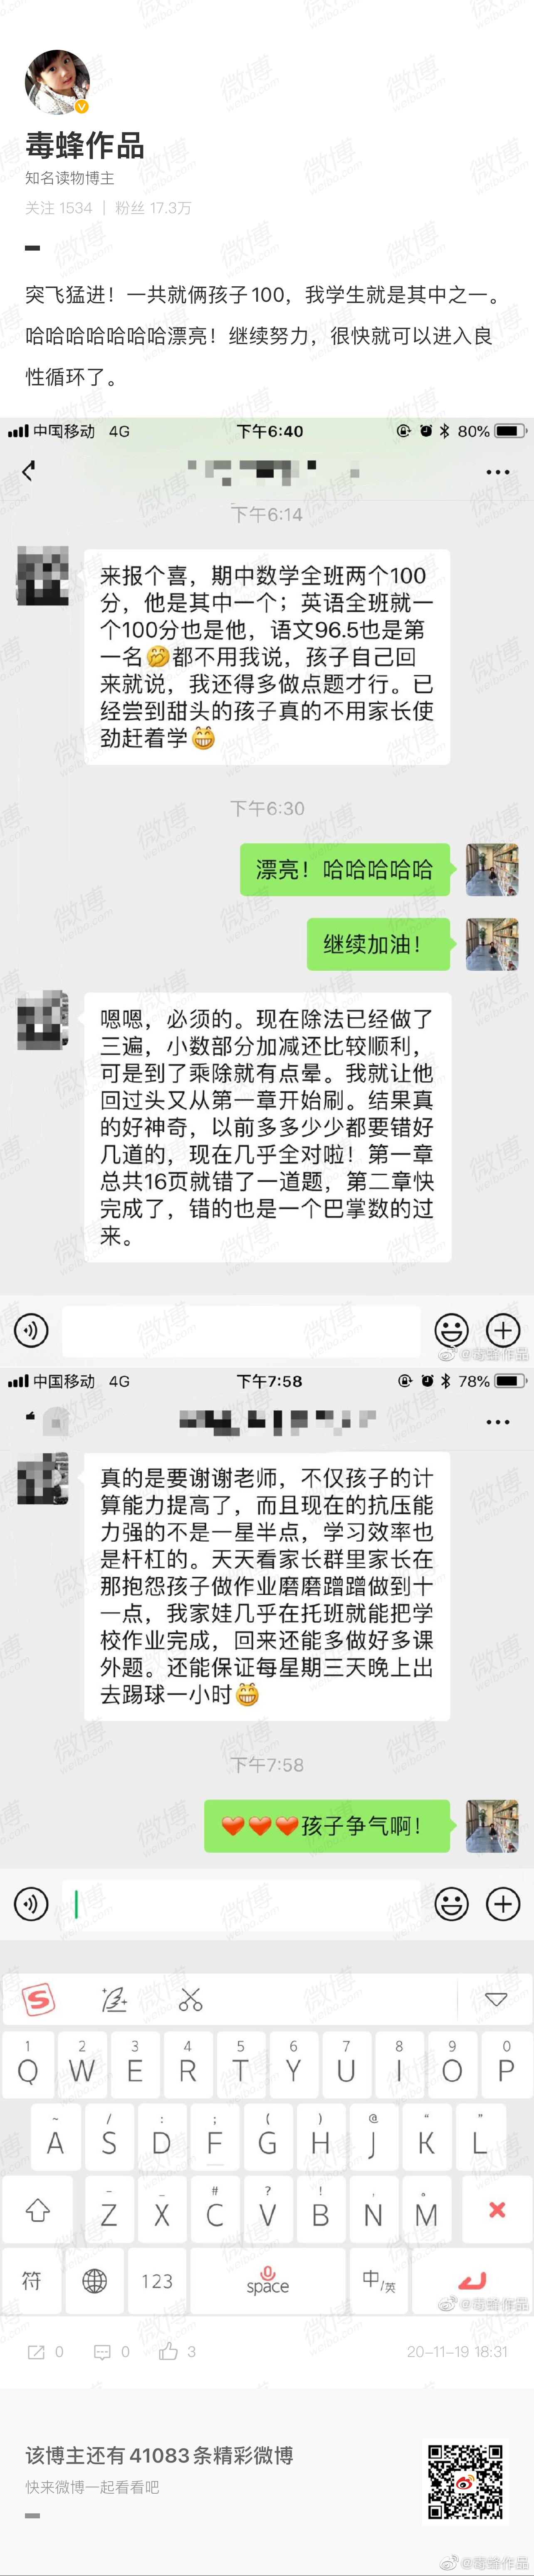 毒蜂作品
知名读物博主
关注 1534 | 粉丝 17.3万
突飞猛进！一共就俩孩子100，我学生就是其中之一。
哈哈哈哈哈哈哈漂亮！继续努力，很快就可以进入良
性循环了。
中国移动 4G 下午6:40 80%
下午6:14
来报个喜，期中数学全班两个100
分，他是其中一个；英语全班就一
个100分也是他，语文96.5也是第
一名🤭都不用我说，孩子自己回
来就说，我还得多做点题才行。已
经尝到甜头的孩子真的不用家长使
劲赶着学😁
下午6:30
漂亮！哈哈哈哈哈
继续加油！
嗯嗯，必须的。现在除法已经做了
三遍，小数部分加减还比较顺利，
可是到了乘除就有点晕。我就让他
回过头又从第一章开始刷。结果真
的好神奇，以前多多少少都要错好
几道的，现在几乎全对啦！第一章
总共16页就错了一道题，第二章快
完成了，错的也是一个巴掌数的过
来。
@毒蜂作品
中国移动 4G 下午7:58 78%
真的是要谢谢老师，不仅孩子的计
算能力提高了，而且现在的抗压能
力强的不是一星半点，学习效率也
是杆杠的。天天看家长群里家长在
那抱怨孩子做作业磨磨蹭蹭做到十
一点，我家娃几乎在托班就能把学
校作业完成，回来还能多做好多课
外题。还能保证每星期三天晚上出
去踢球一小时😁
下午7:58
❤❤❤孩子争气啊！
S
1 2 3 4 5 6 7 8 9 0
Q W E R T Y U I O P
~ / : ; ( ) @ “ ”
A S D F G H J K L
- _ # ? ! , 。
Z X C V B N M
符 123 space 中/英
@毒蜂作品
0 0 3 20-11-19 18:31
该博主还有41083条精彩微博
快来微博一起看看吧
@毒蜂作品
微博
weibo.com